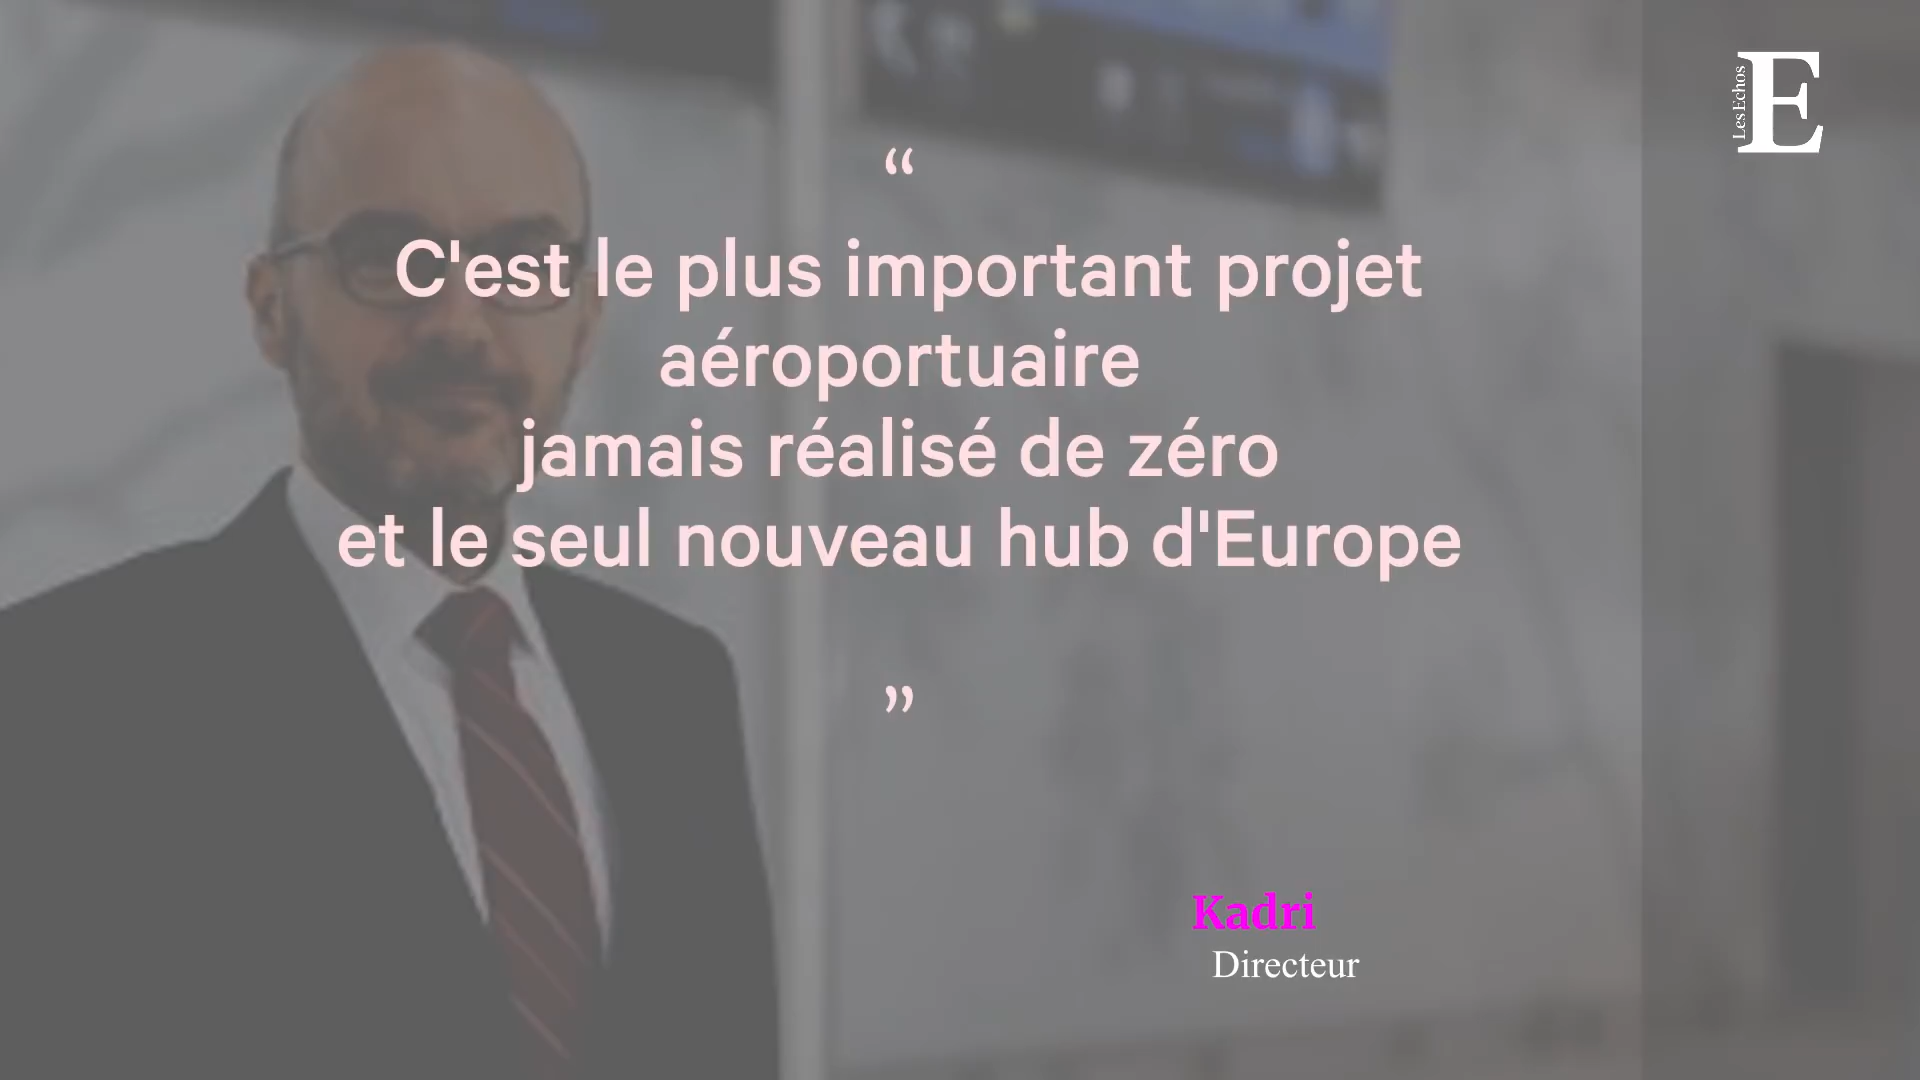 Les Echos
E
“
C'est le plus important projet
aéroportuaire
jamais réalisé de zéro
et le seul nouveau hub d'Europe
”
Kadri
Directeur